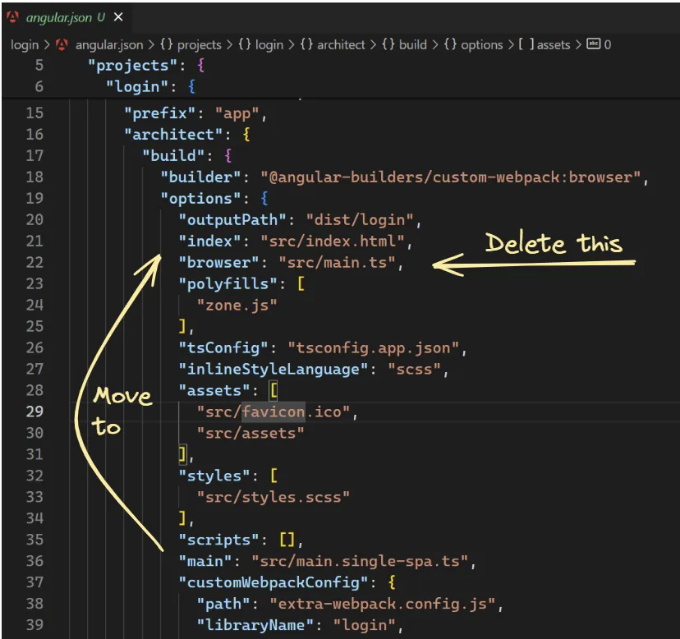 angular.json U ×
login > angular.json > {} projects > {} login > {} architect > {} build > {} options > [ ] assets > abc 0
5 "projects": {
6 "login": {
15 "prefix": "app",
16 "architect": {
17 "build": {
18 "builder": "@angular-builders/custom-webpack:browser",
19 "options": {
20 "outputPath": "dist/login",
21 "index": "src/index.html",
Delete this
22 "browser": "src/main.ts",
23 "polyfills": [
24 "zone.js"
25 ],
26 "tsConfig": "tsconfig.app.json",
27 "inlineStyleLanguage": "scss",
28 "assets": [
Move
29 "src/favicon.ico",
to
30 "src/assets"
31 ],
32 "styles": [
33 "src/styles.scss"
34 ],
35 "scripts": [],
36 "main": "src/main.single-spa.ts",
37 "customWebpackConfig": {
38 "path": "extra-webpack.config.js",
39 "libraryName": "login",